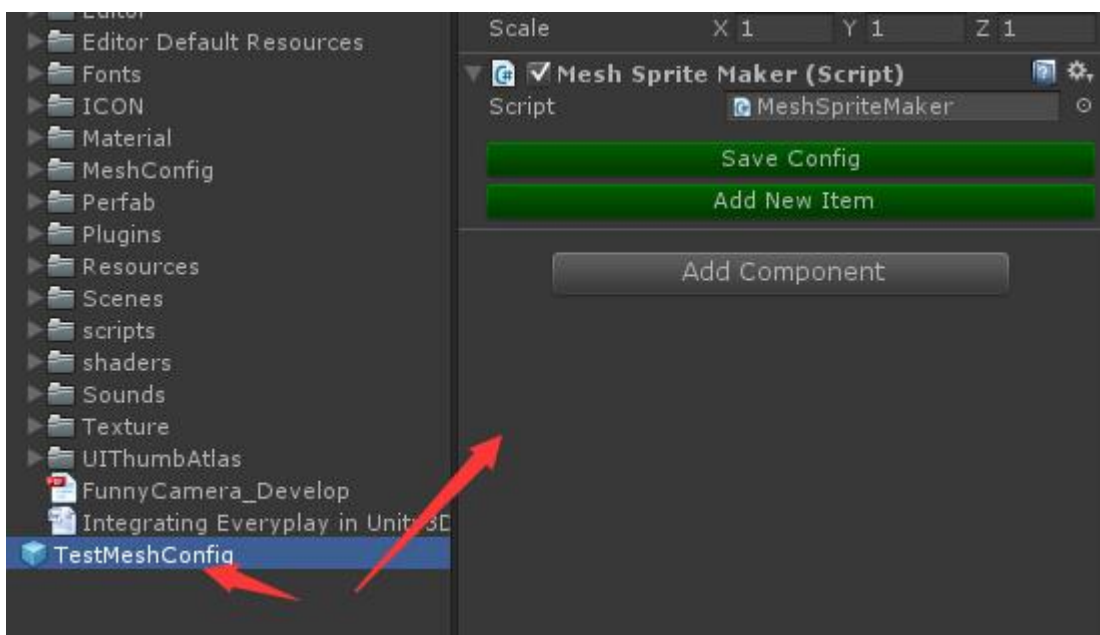 Editor
Editor Default Resources
Fonts
ICON
Material
MeshConfig
Perfab
Plugins
Resources
Scenes
scripts
shaders
Sounds
Texture
UIThumbAtlas
FunnyCamera_Develop
Integrating Everyplay in Unity3D
TestMeshConfig
Scale X 1 Y 1 Z 1
Mesh Sprite Maker (Script)
Script MeshSpriteMaker
Save Config
Add New Item
Add Component